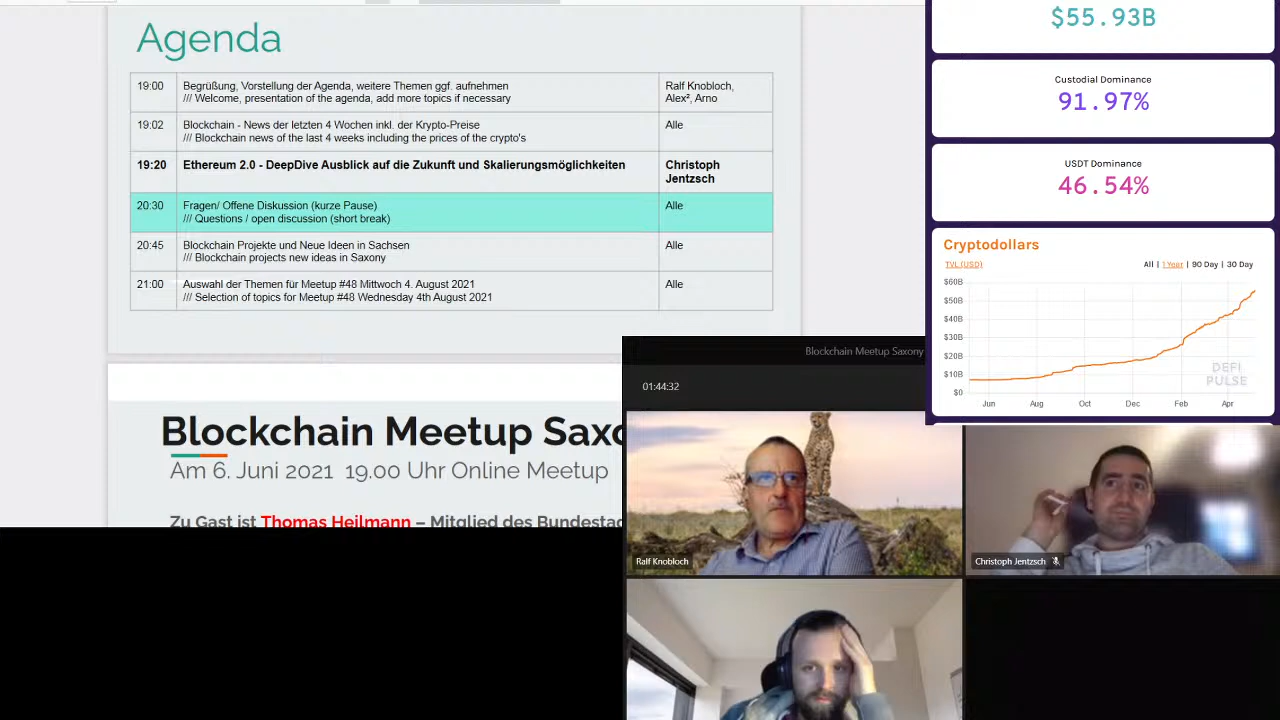 Agenda
19:00 Begrüßung, Vorstellung der Agenda, weitere Themen ggf. aufnehmen Ralf Knobloch,
/// Welcome, presentation of the agenda, add more topics if necessary Alex², Arno
19:02 Blockchain - News der letzten 4 Wochen inkl. der Krypto-Preise Alle
/// Blockchain news of the last 4 weeks including the prices of the crypto's
19:20 Ethereum 2.0 - DeepDive Ausblick auf die Zukunft und Skalierungsmöglichkeiten Christoph
Jentzsch
20:30 Fragen/ Offene Diskussion (kurze Pause) Alle
/// Questions / open discussion (short break)
20:45 Blockchain Projekte und Neue Ideen in Sachsen Alle
/// Blockchain projects new ideas in Saxony
21:00 Auswahl der Themen für Meetup #48 Mittwoch 4. August 2021 Alle
/// Selection of topics for Meetup #48 Wednesday 4th August 2021
Blockchain Meetup Saxo
Am 6. Juni 2021 19.00 Uhr Online Meetup
Zu Gast ist Thomas Heilmann – Mitglied des Bundestag
$55.93B
Custodial Dominance
91.97%
USDT Dominance
46.54%
Cryptodollars
TVL (USD) All | 1 Year | 90 Day | 30 Day
$60B
$50B
$40B
$30B
$20B
$10B
$0
Jun Aug Oct Dec Feb Apr
DEFI
PULSE
Blockchain Meetup Saxony
01:44:32
Ralf Knobloch
Christoph Jentzsch